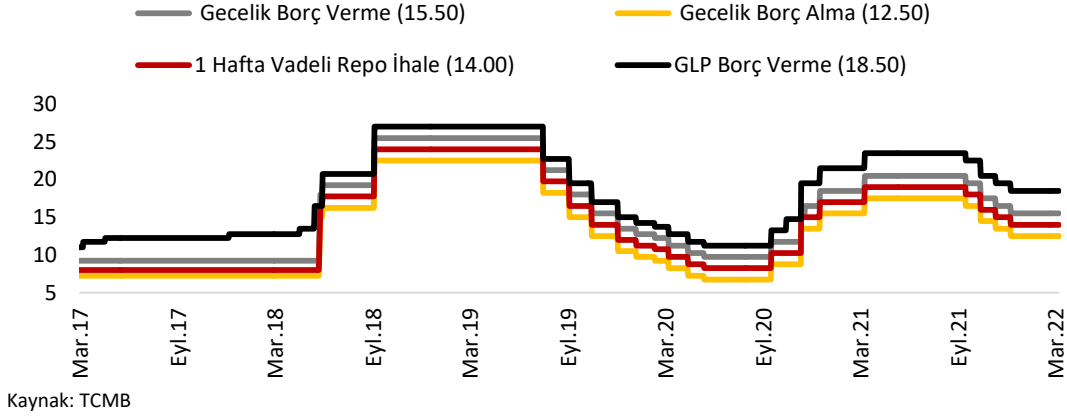 Gecelik Borç Verme (15.50)
Gecelik Borç Alma (12.50)
1 Hafta Vadeli Repo İhale (14.00)
GLP Borç Verme (18.50)
30
25
20
15
10
5
Mar.17
Eyl.17
Mar.18
Eyl.18
Mar.19
Eyl.19
Mar.20
Eyl.20
Mar.21
Eyl.21
Mar.22
Kaynak: TCMB